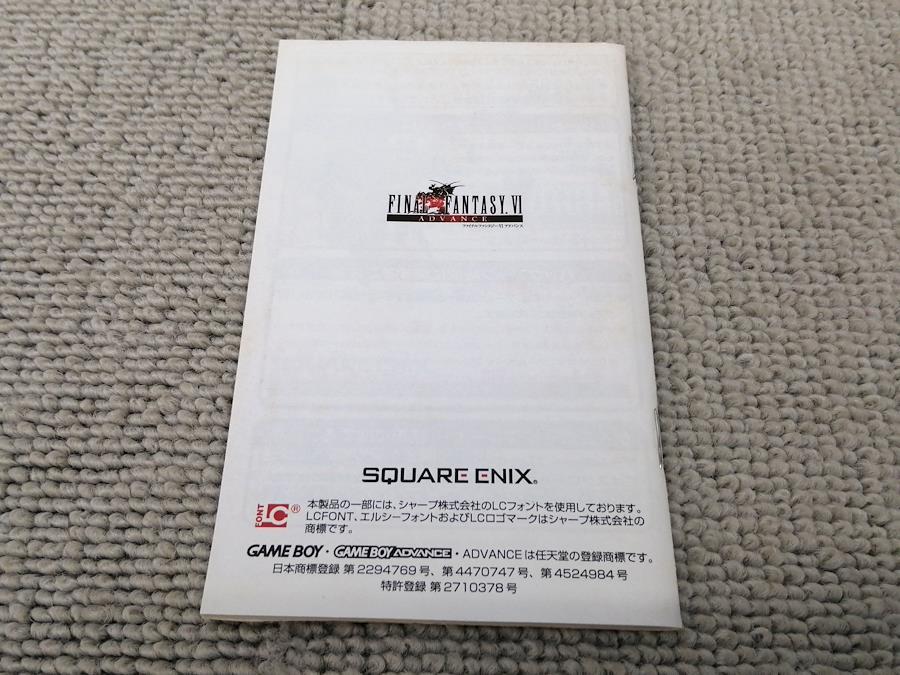 FINAL FANTASY. VI
ADVANCE
ファイナルファンタジーVI アドバンス
SQUARE ENIX®
FONT LC®
本製品の一部には、シャープ株式会社のLCフォントを使用しております。
LCFONT、エルシーフォントおよびLCロゴマークはシャープ株式会社の
商標です。
GAME BOY・GAME BOY ADVANCE・ADVANCEは任天堂の登録商標です。
日本商標登録 第2294769号、第4470747号、第4524984号
特許登録 第2710378号